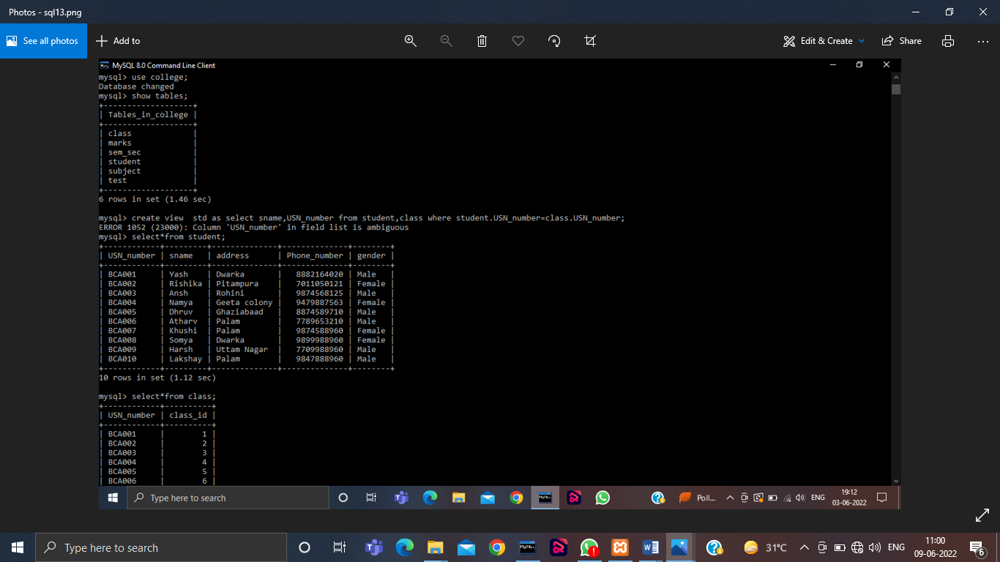 Photos - sql13.png
See all photos
Add to
Edit & Create
Share
MySQL 8.0 Command Line Client
mysql> use college;
Database changed
mysql> show tables;
+-------------------+
| Tables_in_college |
+-------------------+
| class             |
| marks             |
| sem_sec           |
| student           |
| subject           |
| test              |
+-------------------+
6 rows in set (1.46 sec)
mysql> create view  std as select sname,USN_number from student,class where student.USN_number=class.USN_number;
ERROR 1052 (23000): Column 'USN_number' in field list is ambiguous
mysql> select*from student;
+------------+---------+--------------+--------------+--------+
| USN_number | sname   | address      | Phone_number | gender |
+------------+---------+--------------+--------------+--------+
| BCA001     | Yash    | Dwarka       |   8882164020 | Male   |
| BCA002     | Rishika | Pitampura    |   7011050121 | Female |
| BCA003     | Ansh    | Rohini       |   9874568125 | Male   |
| BCA004     | Namya   | Geeta colony |   9479887563 | Female |
| BCA005     | Dhruv   | Ghaziabaad   |   8874589710 | Male   |
| BCA006     | Atharv  | Palam        |   7789653210 | Male   |
| BCA007     | Khushi  | Palam        |   9874588960 | Female |
| BCA008     | Somya   | Dwarka       |   9899988960 | Female |
| BCA009     | Harsh   | Uttam Nagar  |   7709988960 | Male   |
| BCA010     | Lakshay | Palam        |   9847888960 | Male   |
+------------+---------+--------------+--------------+--------+
10 rows in set (1.12 sec)
mysql> select*from class;
+------------+----------+
| USN_number | class_id |
+------------+----------+
| BCA001     |        1 |
| BCA002     |        2 |
| BCA003     |        3 |
| BCA004     |        4 |
| BCA005     |        5 |
| BCA006     |        6 |
Type here to search
Poll...
ENG
19:12
03-06-2022
Type here to search
31°C
ENG
11:00
09-06-2022
6